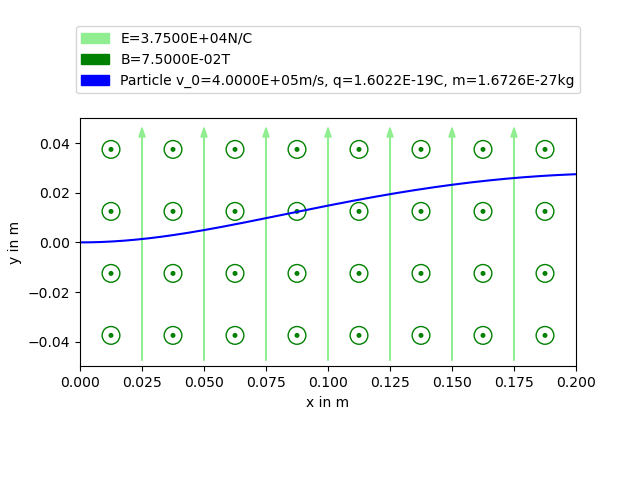 E=3.7500E+04N/C
B=7.5000E-02T
Particle v_0=4.0000E+05m/s, q=1.6022E-19C, m=1.6726E-27kg
0.04
0.02
0.00
−0.02
−0.04
y in m
0.000 0.025 0.050 0.075 0.100 0.125 0.150 0.175 0.200
x in m